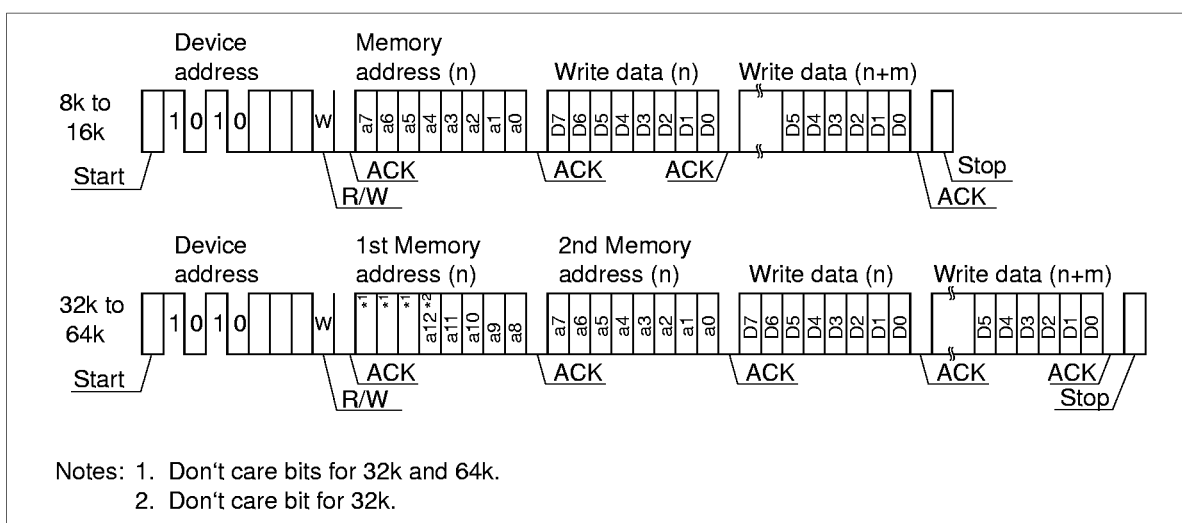 Device address
Memory address (n)
Write data (n)
Write data (n+m)
8k to 16k
1 0 1 0 W a7 a6 a5 a4 a3 a2 a1 a0 D7 D6 D5 D4 D3 D2 D1 D0 D5 D4 D3 D2 D1 D0
Start
R/W
ACK
ACK
ACK
ACK
Stop
Device address
1st Memory address (n)
2nd Memory address (n)
Write data (n)
Write data (n+m)
32k to 64k
1 0 1 0 W *1 *1 *1 a12*2 a11 a10 a9 a8 a7 a6 a5 a4 a3 a2 a1 a0 D7 D6 D5 D4 D3 D2 D1 D0 D5 D4 D3 D2 D1 D0
Start
R/W
ACK
ACK
ACK
ACK
ACK
Stop
Notes: 1. Don't care bits for 32k and 64k.
2. Don't care bit for 32k.